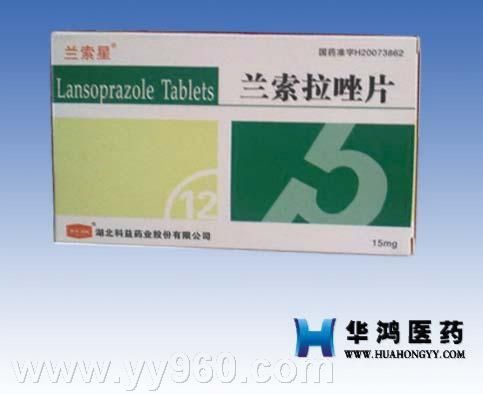 兰索星®
国药准字H20073862
Lansoprazole Tablets
兰索拉唑片
12
湖北科益药业股份有限公司
15mg
华鸿医药
WWW.HUAHONGYY.COM
www.yy960.com